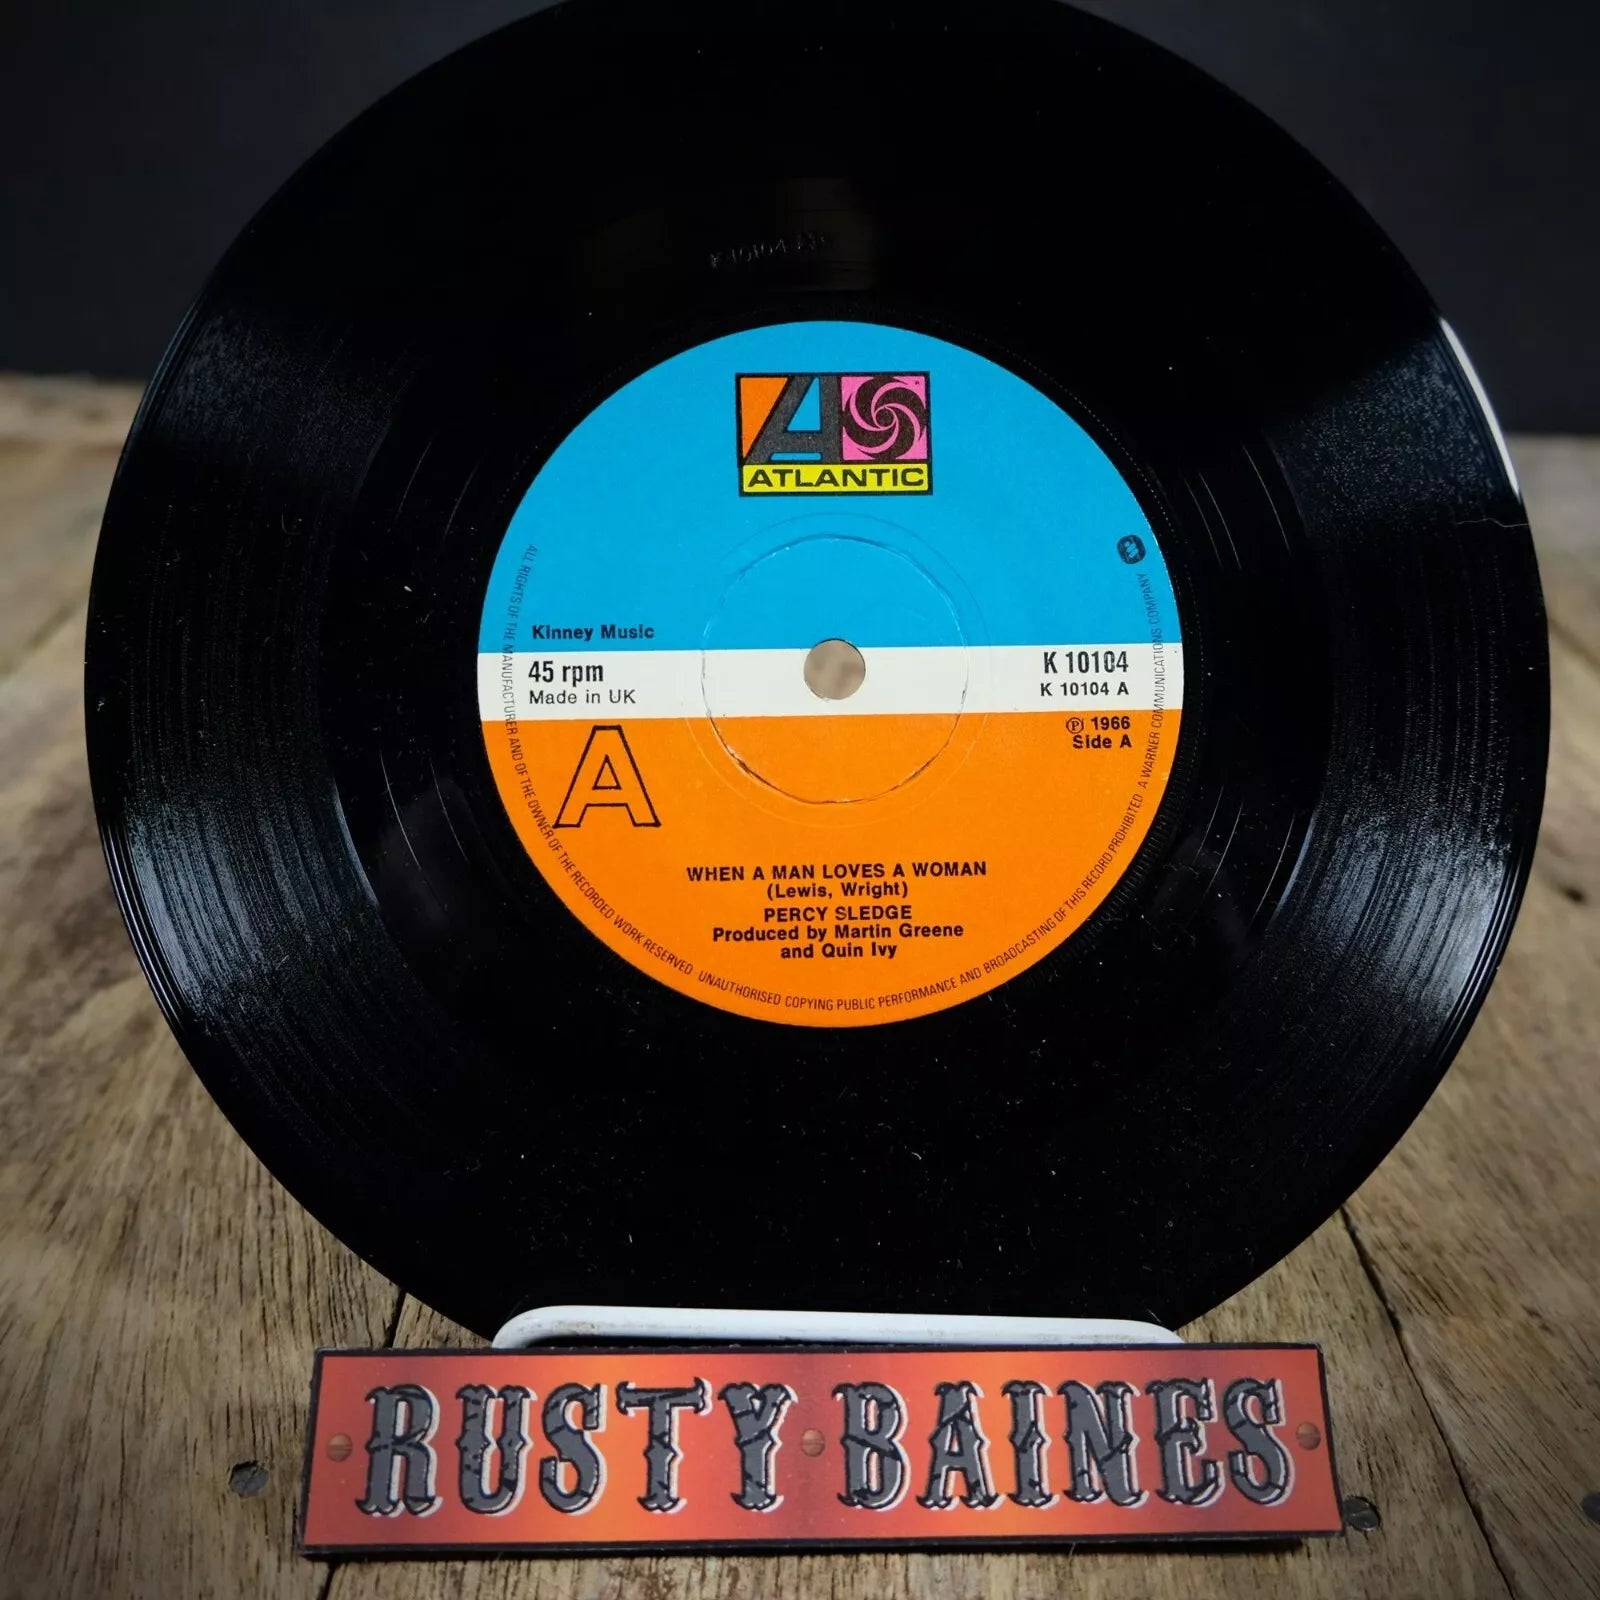 K 10104
ATLANTIC
Kinney Music
45 rpm
Made in UK
K 10104
K 10104 A
℗ 1966
Side A
A
WHEN A MAN LOVES A WOMAN
(Lewis, Wright)
PERCY SLEDGE
Produced by Martin Greene
and Quin Ivy
ALL RIGHTS OF THE MANUFACTURER AND OF THE OWNER OF THE RECORDED WORK RESERVED UNAUTHORISED COPYING PUBLIC PERFORMANCE AND BROADCASTING OF THIS RECORD PROHIBITED A WARNER COMMUNICATIONS COMPANY
RUSTY BAINES